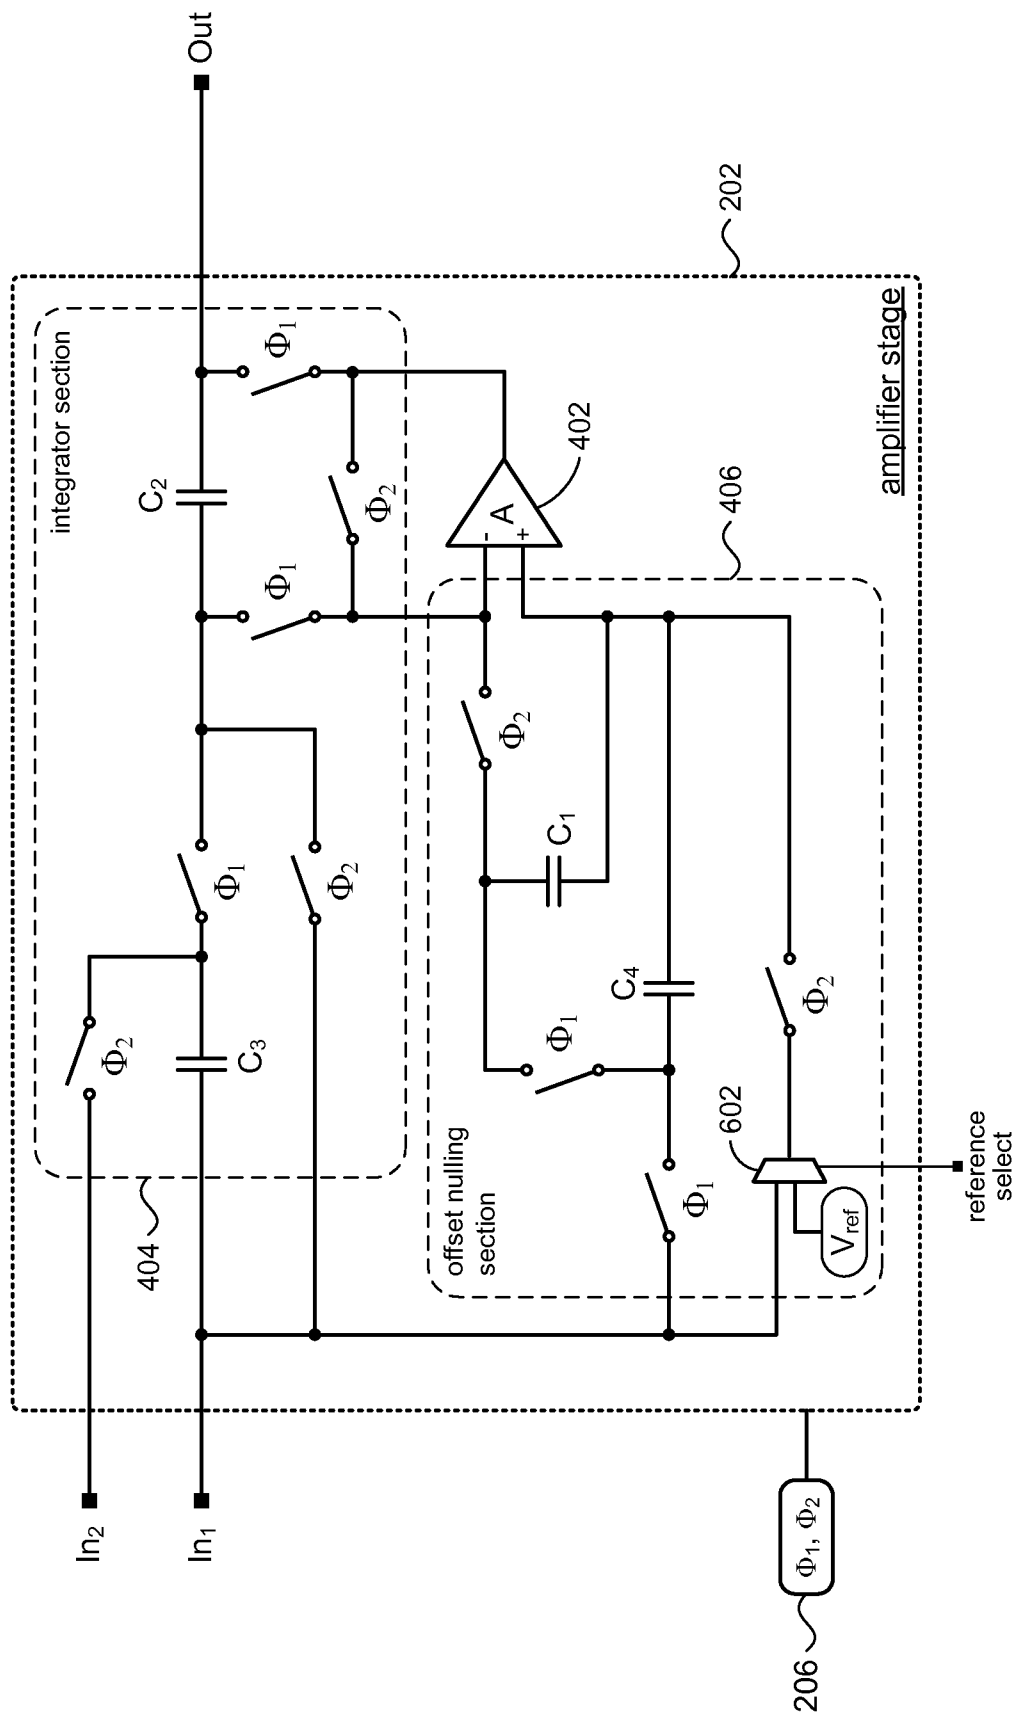 In₂
In₁
Out
integrator section
404
Φ₂
C₃
Φ₁
Φ₂
Φ₁
C₂
Φ₂
Φ₁
A
-
+
402
offset nulling
section
406
Φ₂
C₁
Φ₁
C₄
Φ₁
602
Φ₂
Vref
reference
select
amplifier stage
202
Φ₁, Φ₂
206